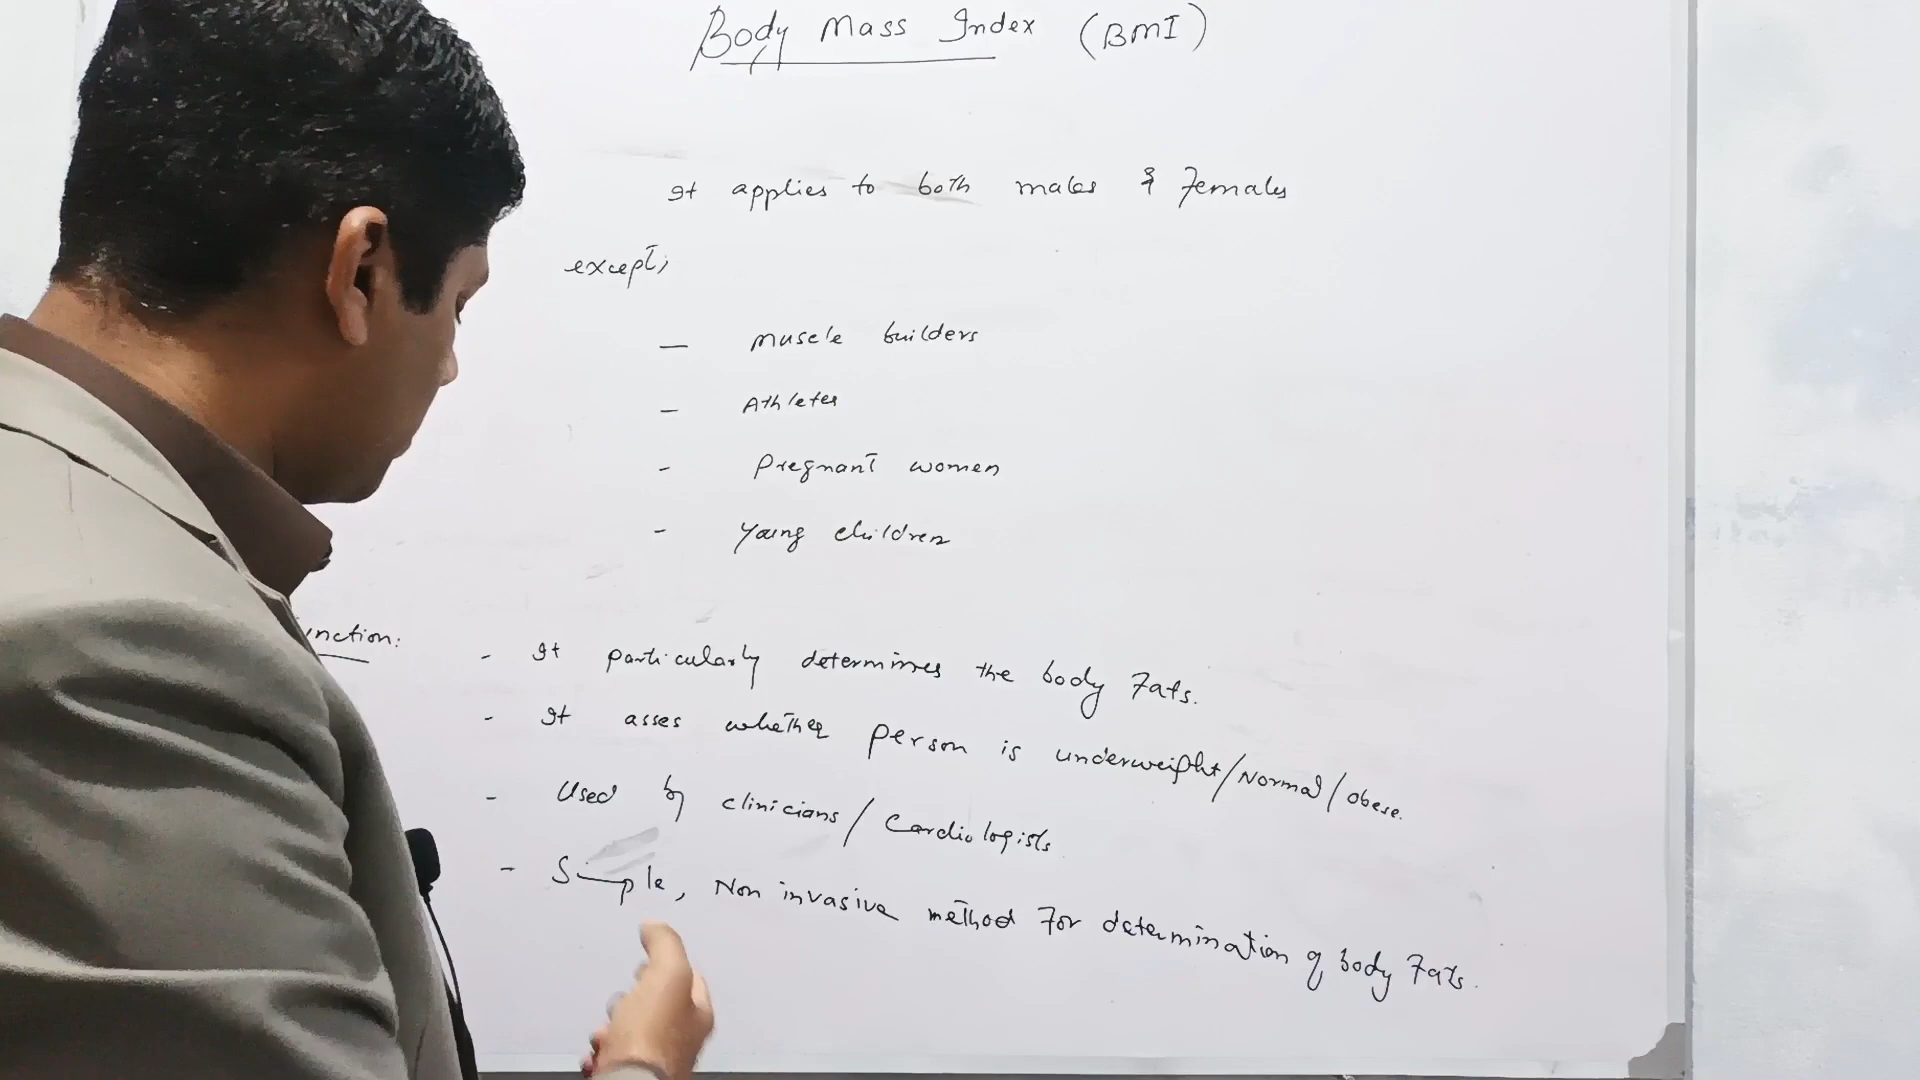 Body Mass Index (BMI)
It applies to both males & Females
except;
— Muscle builders
— Athletes
- Pregnant women
- Young children
unction:
- It particularly determines the body Fats.
- It asses whether person is underweight/Normal/Obese.
- Used by clinicians/Cardiologists
- Simple, Non invasive method For determination of body Fats.